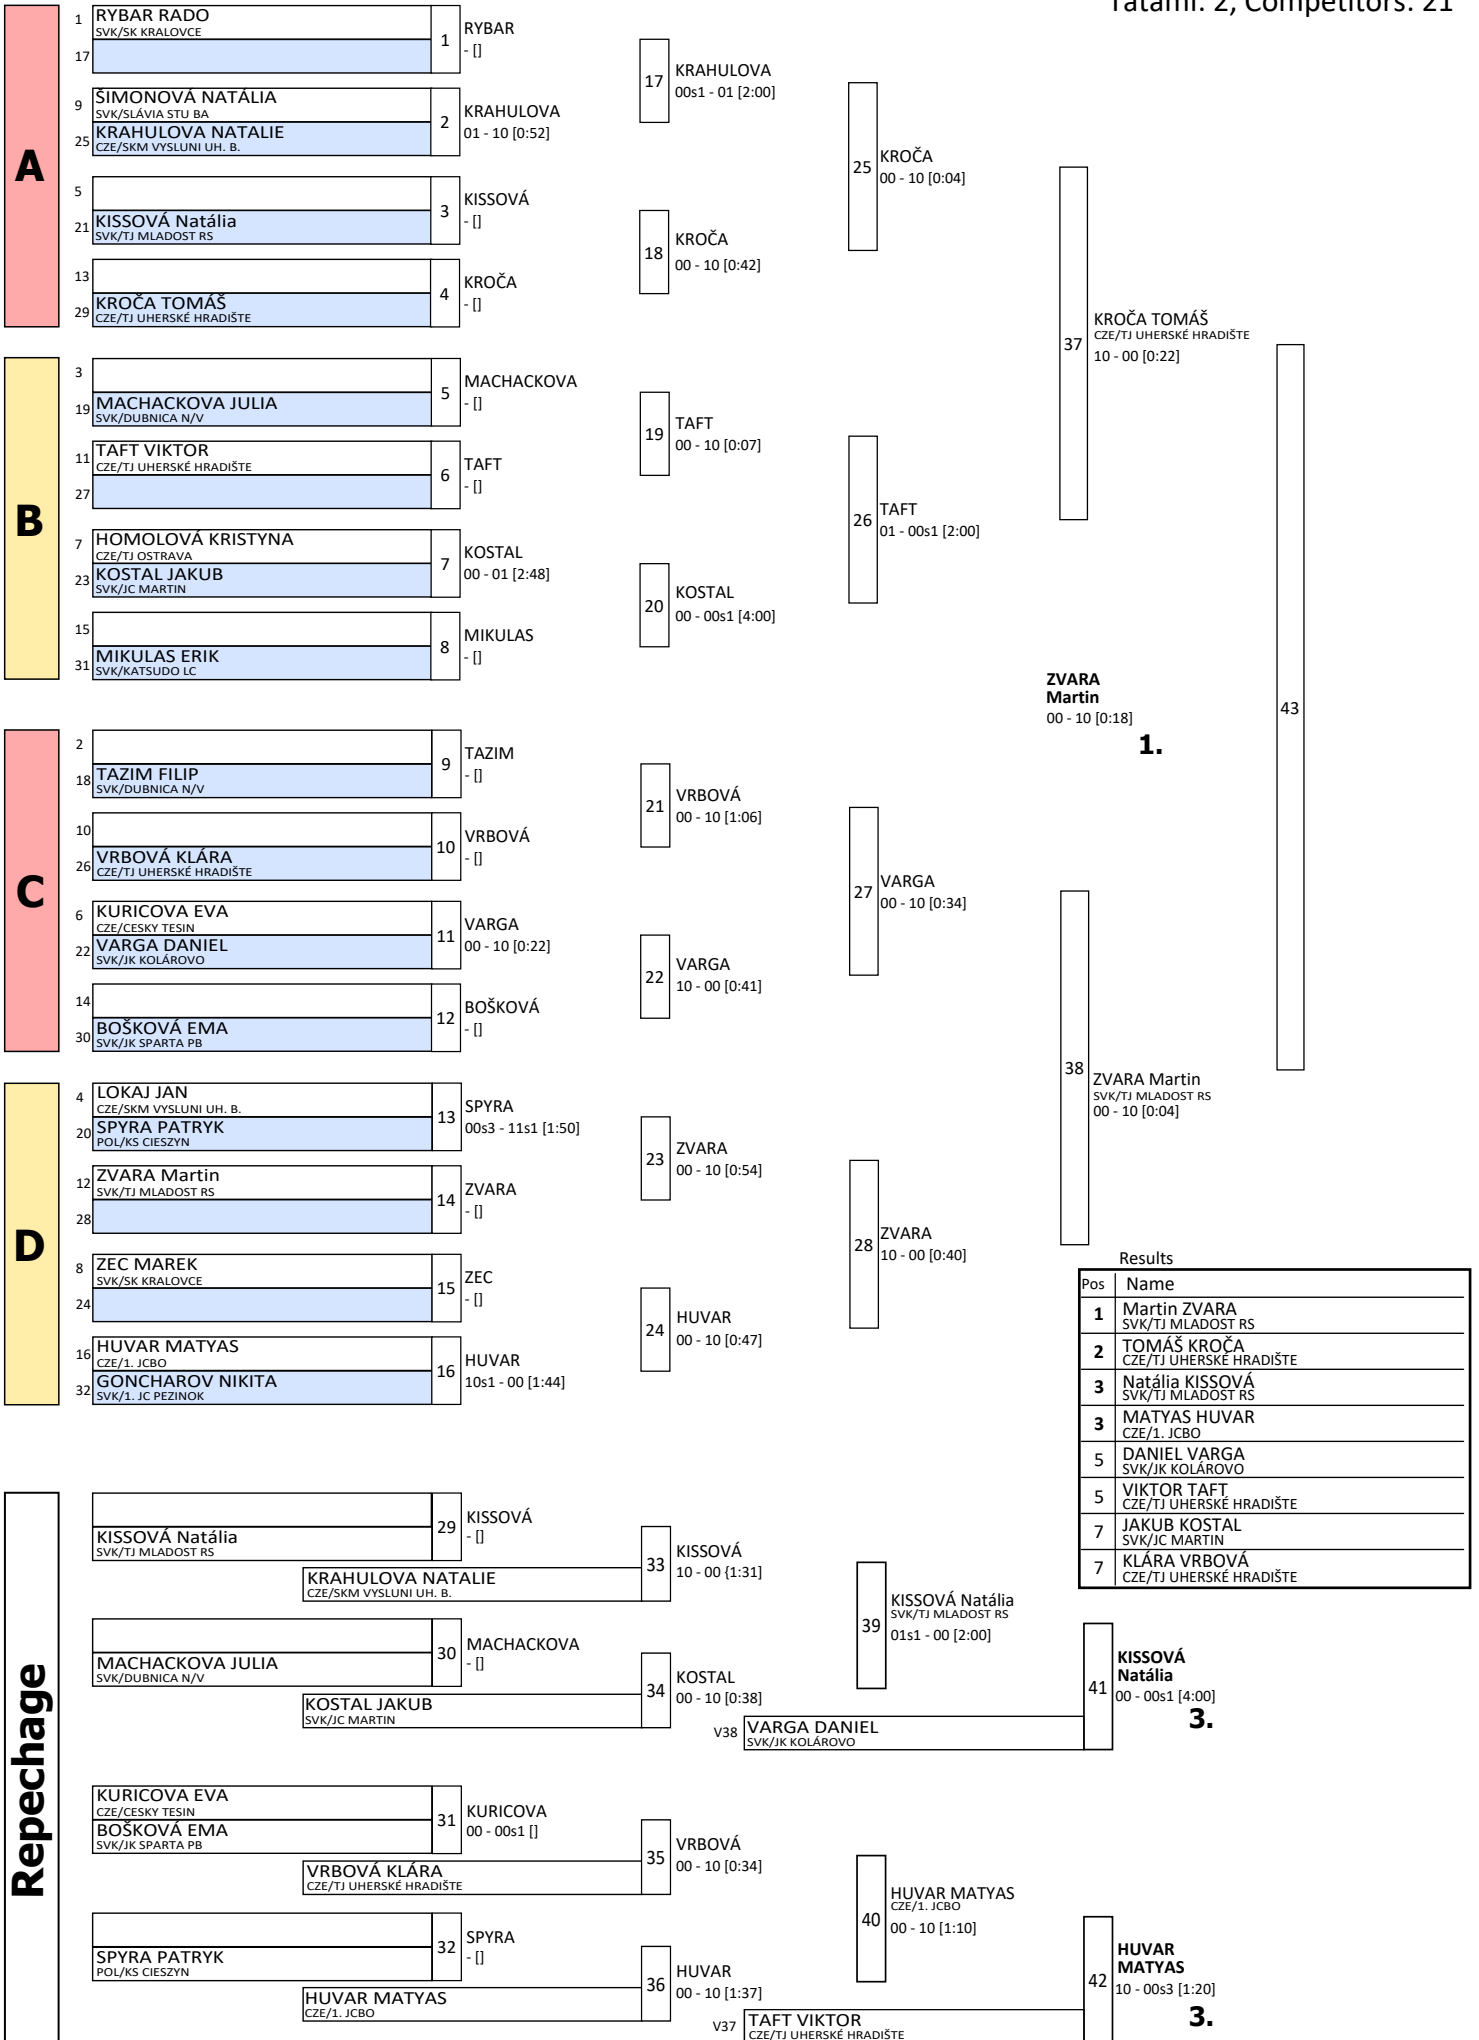 Tatami: 2, Competitors: 21
A
1
RYBAR RADO
SVK/SK KRALOVCE
17
1
RYBAR
- []
9
ŠIMONOVÁ NATÁLIA
SVK/SLÁVIA STU BA
25
KRAHULOVA NATALIE
CZE/SKM VYSLUNI UH. B.
2
KRAHULOVA
01 - 10 [0:52]
5
21
KISSOVÁ Natália
SVK/TJ MLADOST RS
3
KISSOVÁ
- []
13
29
KROČA TOMÁŠ
CZE/TJ UHERSKÉ HRADIŠTE
4
KROČA
- []
17
KRAHULOVA
00s1 - 01 [2:00]
18
KROČA
00 - 10 [0:42]
25
KROČA
00 - 10 [0:04]
B
3
19
MACHACKOVA JULIA
SVK/DUBNICA N/V
5
MACHACKOVA
- []
11
TAFT VIKTOR
CZE/TJ UHERSKÉ HRADIŠTE
27
6
TAFT
- []
7
HOMOLOVÁ KRISTYNA
CZE/TJ OSTRAVA
23
KOSTAL JAKUB
SVK/JC MARTIN
7
KOSTAL
00 - 01 [2:48]
15
31
MIKULAS ERIK
SVK/KATSUDO LC
8
MIKULAS
- []
19
TAFT
00 - 10 [0:07]
20
KOSTAL
00 - 00s1 [4:00]
26
TAFT
01 - 00s1 [2:00]
37
KROČA TOMÁŠ
CZE/TJ UHERSKÉ HRADIŠTE
10 - 00 [0:22]
ZVARA
Martin
00 - 10 [0:18]
1.
43
C
2
18
TAZIM FILIP
SVK/DUBNICA N/V
9
TAZIM
- []
10
26
VRBOVÁ KLÁRA
CZE/TJ UHERSKÉ HRADIŠTE
10
VRBOVÁ
- []
6
KURICOVA EVA
CZE/CESKY TESIN
22
VARGA DANIEL
SVK/JK KOLÁROVO
11
VARGA
00 - 10 [0:22]
14
30
BOŠKOVÁ EMA
SVK/JK SPARTA PB
12
BOŠKOVÁ
- []
21
VRBOVÁ
00 - 10 [1:06]
22
VARGA
10 - 00 [0:41]
27
VARGA
00 - 10 [0:34]
D
4
LOKAJ JAN
CZE/SKM VYSLUNI UH. B.
20
SPYRA PATRYK
POL/KS CIESZYN
13
SPYRA
00s3 - 11s1 [1:50]
12
ZVARA Martin
SVK/TJ MLADOST RS
28
14
ZVARA
- []
8
ZEC MAREK
SVK/SK KRALOVCE
24
15
ZEC
- []
16
HUVAR MATYAS
CZE/1. JCBO
32
GONCHAROV NIKITA
SVK/1. JC PEZINOK
16
HUVAR
10s1 - 00 [1:44]
23
ZVARA
00 - 10 [0:54]
24
HUVAR
00 - 10 [0:47]
28
ZVARA
10 - 00 [0:40]
38
ZVARA Martin
SVK/TJ MLADOST RS
00 - 10 [0:04]
Results
Pos Name
1 Martin ZVARA
SVK/TJ MLADOST RS
2 TOMÁŠ KROČA
CZE/TJ UHERSKÉ HRADIŠTE
3 Natália KISSOVÁ
SVK/TJ MLADOST RS
3 MATYAS HUVAR
CZE/1. JCBO
5 DANIEL VARGA
SVK/JK KOLÁROVO
5 VIKTOR TAFT
CZE/TJ UHERSKÉ HRADIŠTE
7 JAKUB KOSTAL
SVK/JC MARTIN
7 KLÁRA VRBOVÁ
CZE/TJ UHERSKÉ HRADIŠTE
Repechage
KISSOVÁ Natália
SVK/TJ MLADOST RS
29
KISSOVÁ
- []
KRAHULOVA NATALIE
CZE/SKM VYSLUNI UH. B.
33
KISSOVÁ
10 - 00 {1:31]
MACHACKOVA JULIA
SVK/DUBNICA N/V
30
MACHACKOVA
- []
KOSTAL JAKUB
SVK/JC MARTIN
34
KOSTAL
00 - 10 [0:38]
39
KISSOVÁ Natália
SVK/TJ MLADOST RS
01s1 - 00 [2:00]
V38
VARGA DANIEL
SVK/JK KOLÁROVO
41
KISSOVÁ
Natália
00 - 00s1 [4:00]
3.
KURICOVA EVA
CZE/CESKY TESIN
BOŠKOVÁ EMA
SVK/JK SPARTA PB
31
KURICOVA
00 - 00s1 []
VRBOVÁ KLÁRA
CZE/TJ UHERSKÉ HRADIŠTE
35
VRBOVÁ
00 - 10 [0:34]
SPYRA PATRYK
POL/KS CIESZYN
32
SPYRA
- []
HUVAR MATYAS
CZE/1. JCBO
36
HUVAR
00 - 10 [1:37]
40
HUVAR MATYAS
CZE/1. JCBO
00 - 10 [1:10]
V37
TAFT VIKTOR
CZE/TJ UHERSKÉ HRADIŠTE
42
HUVAR
MATYAS
10 - 00s3 [1:20]
3.